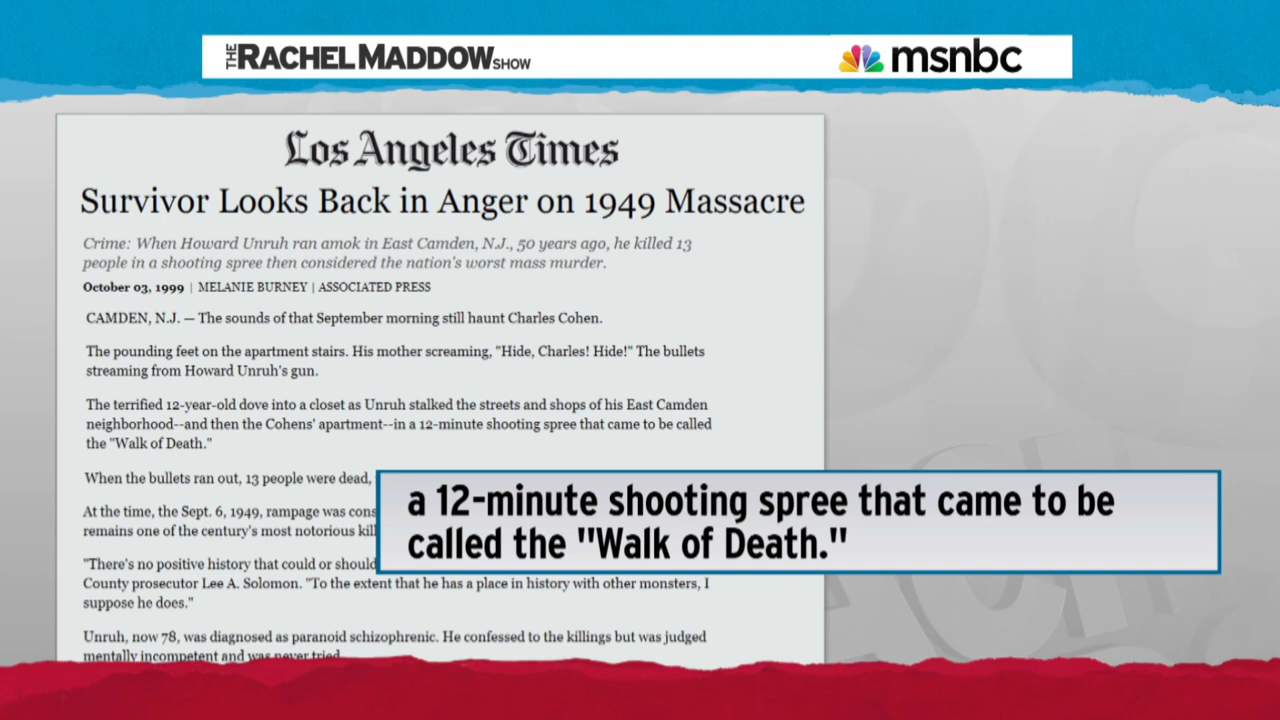 THE RACHEL MADDOW SHOW
msnbc
Los Angeles Times
Survivor Looks Back in Anger on 1949 Massacre
Crime: When Howard Unruh ran amok in East Camden, N.J., 50 years ago, he killed 13
people in a shooting spree then considered the nation's worst mass murder.
October 03, 1999 | MELANIE BURNEY | ASSOCIATED PRESS
CAMDEN, N.J. — The sounds of that September morning still haunt Charles Cohen.
The pounding feet on the apartment stairs. His mother screaming, "Hide, Charles! Hide!" The bullets
streaming from Howard Unruh's gun.
The terrified 12-year-old dove into a closet as Unruh stalked the streets and shops of his East Camden
neighborhood--and then the Cohens' apartment--in a 12-minute shooting spree that came to be called
the "Walk of Death."
When the bullets ran out, 13 people were dead,
At the time, the Sept. 6, 1949, rampage was cons
remains one of the century's most notorious kill
"There's no positive history that could or should
County prosecutor Lee A. Solomon. "To the extent that he has a place in history with other monsters, I
suppose he does."
Unruh, now 78, was diagnosed as paranoid schizophrenic. He confessed to the killings but was judged
mentally incompetent and was never tried.
a 12-minute shooting spree that came to be
called the "Walk of Death."